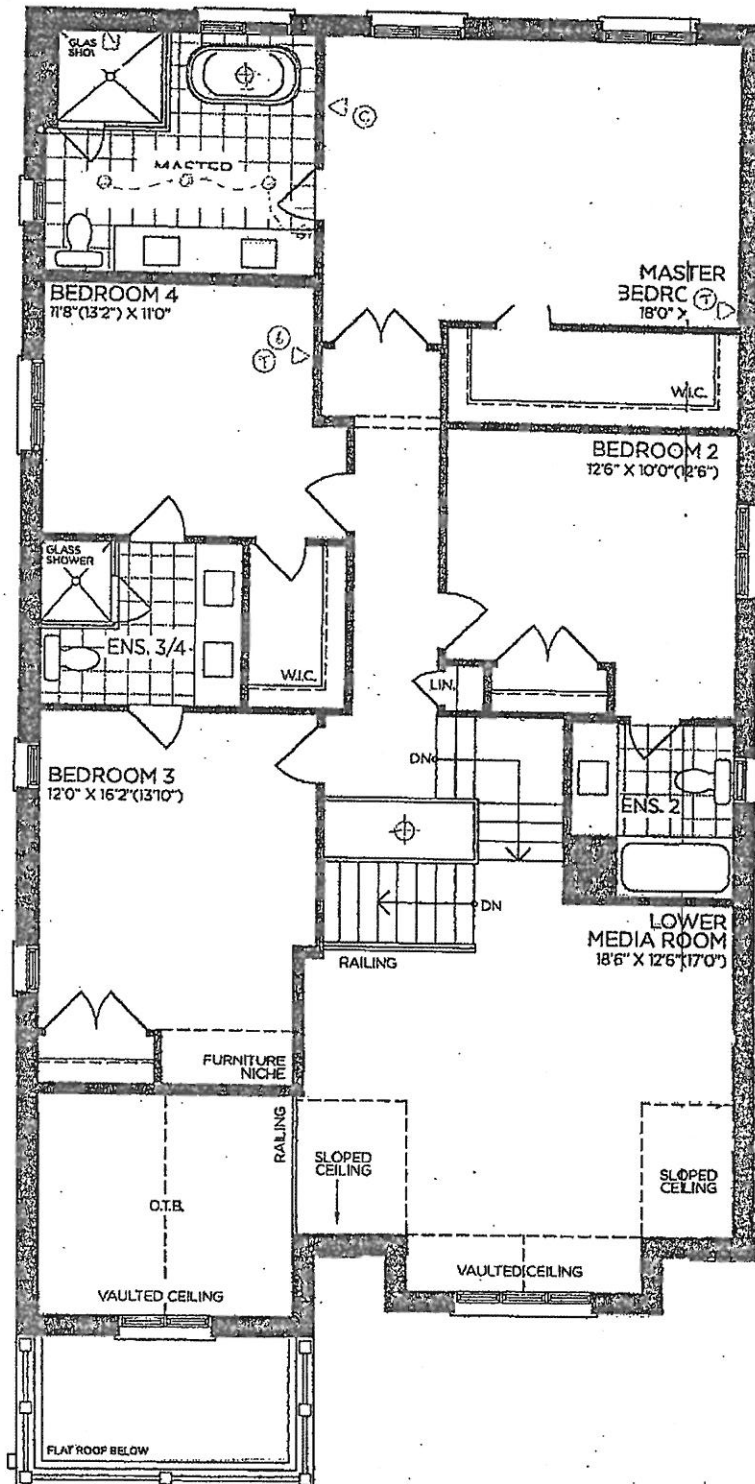 GLAS
SHO
C
MASTER
MASTER
BEDRC T
18'0" X
BEDROOM 4
11'8"(13'2") X 11'0"
6
T
W.I.C.
BEDROOM 2
12'6" X 10'0"(12'6")
GLASS
SHOWER
ENS. 3/4
W.I.C.
LIN.
BEDROOM 3
12'0" X 16'2"(13'10")
DN
ENS. 2
DN
LOWER
MEDIA ROOM
18'6" X 12'6"(17'0")
RAILING
FURNITURE
NICHE
RAILING
SLOPED
CEILING
SLOPED
CEILING
O.T.B.
VAULTED CEILING
VAULTED CEILING
FLAT ROOF BELOW